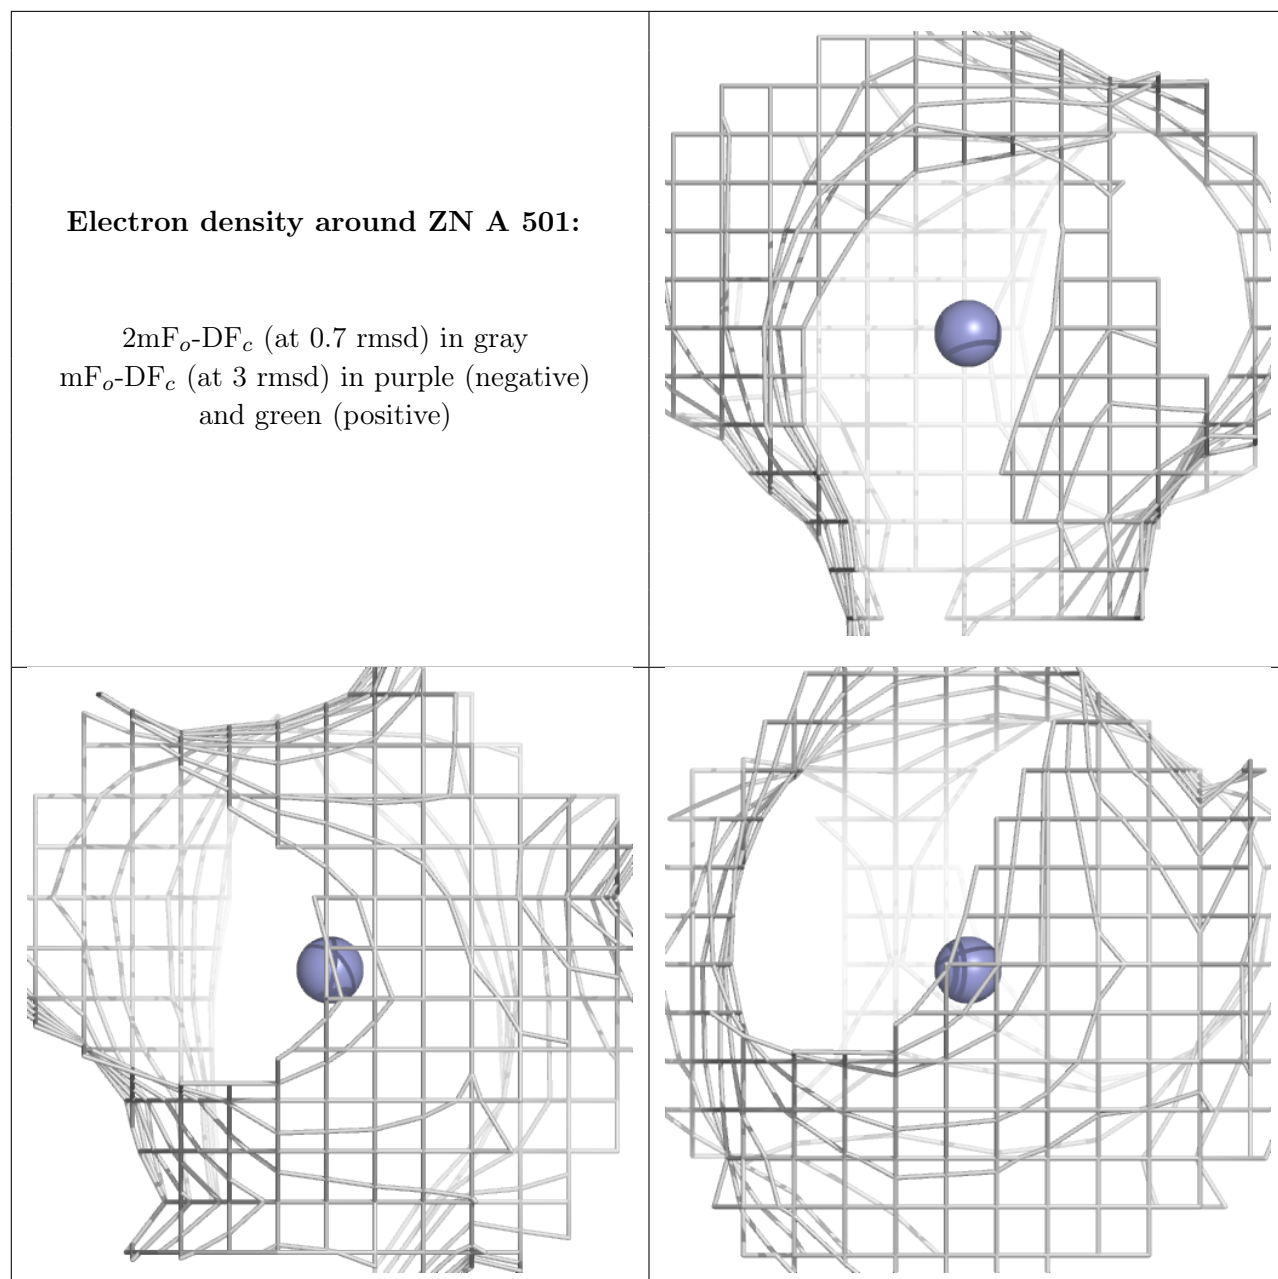 Electron density around ZN A 501:
2mFo-DFc (at 0.7 rmsd) in gray
mFo-DFc (at 3 rmsd) in purple (negative)
and green (positive)